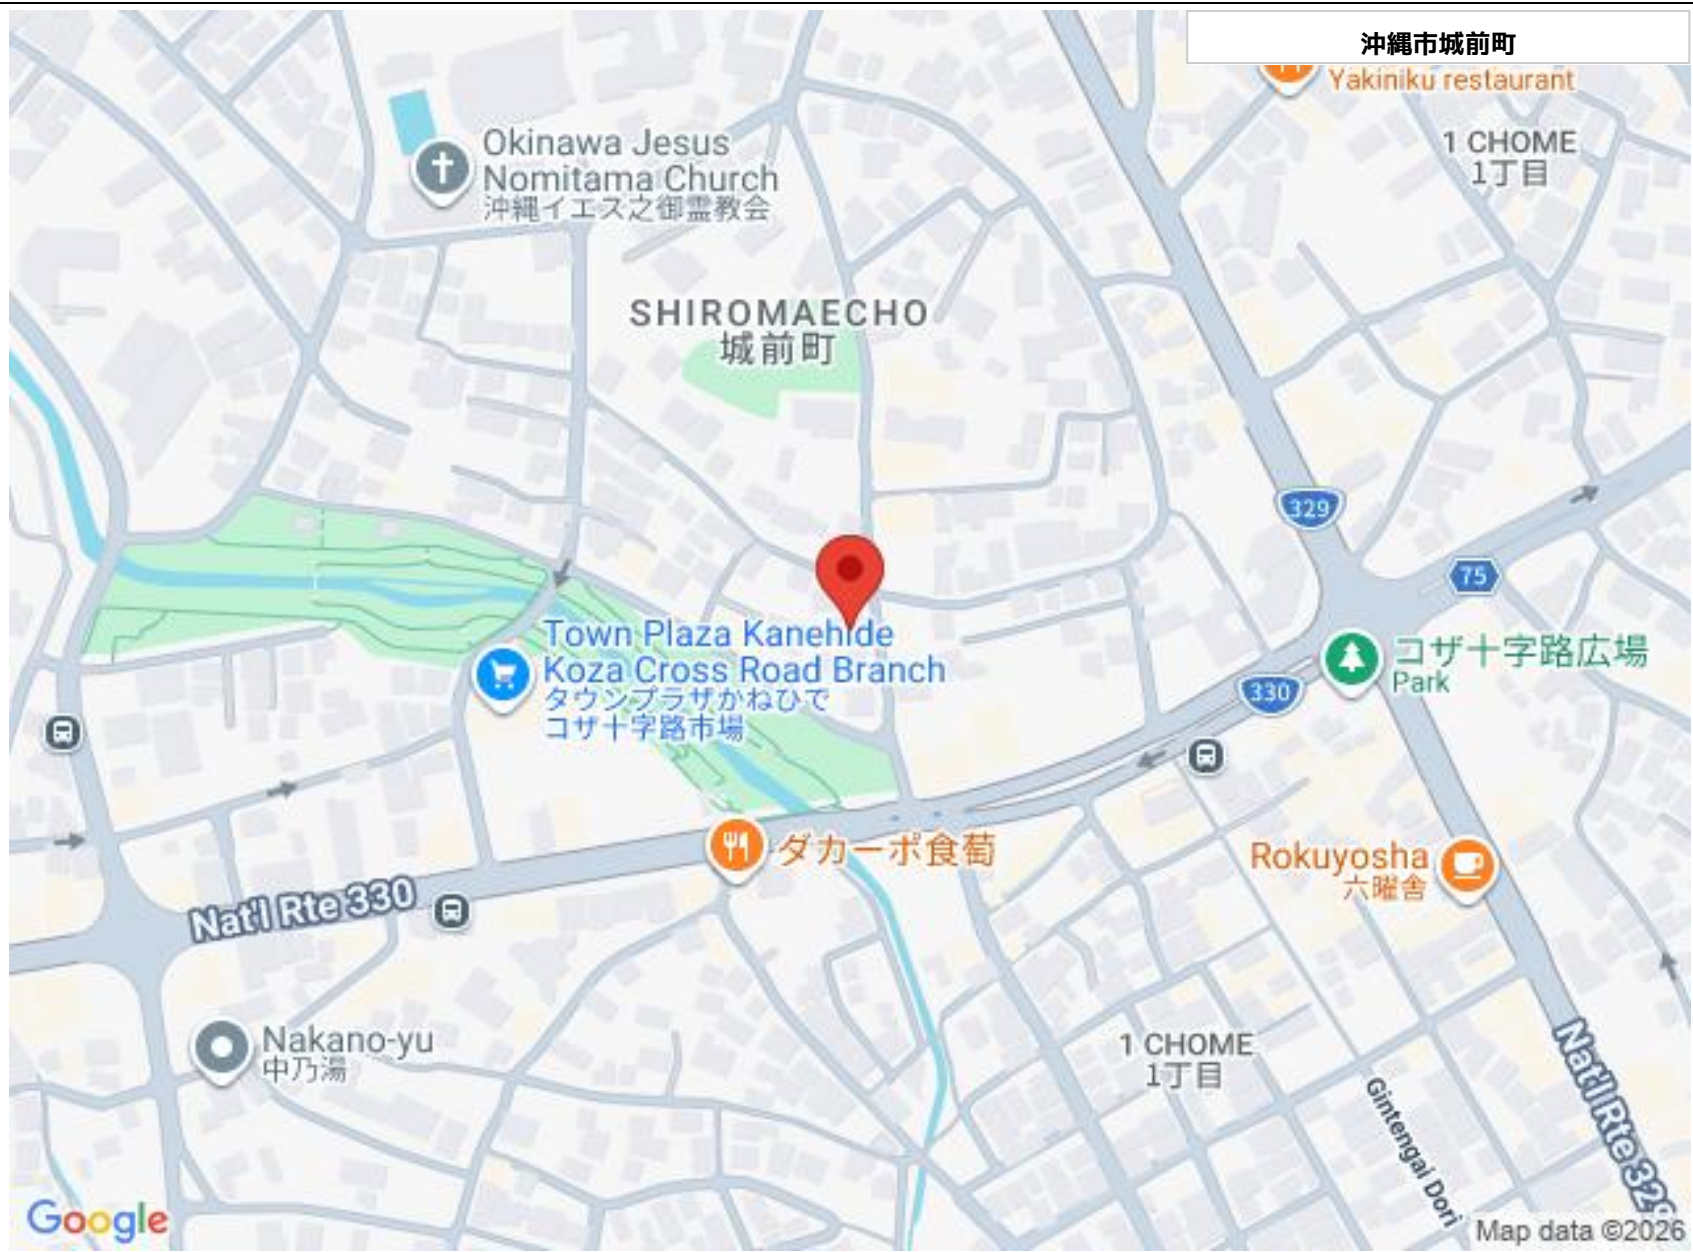 沖縄市城前町
Yakiniku restaurant
Okinawa Jesus
Nomitama Church
沖縄イエス之御霊教会
1 CHOME
1丁目
SHIROMAECHO
城前町
329
75
Town Plaza Kanehide
Koza Cross Road Branch
タウンプラザかねひで
コザ十字路市場
コザ十字路広場
Park
330
ダカーポ食萄
Rokuyosha
六曜舎
Nat'l Rte 330
Nakano-yu
中乃湯
1 CHOME
1丁目
Gintengai Dori
Nat'l Rte 329
Google
Map data ©2026